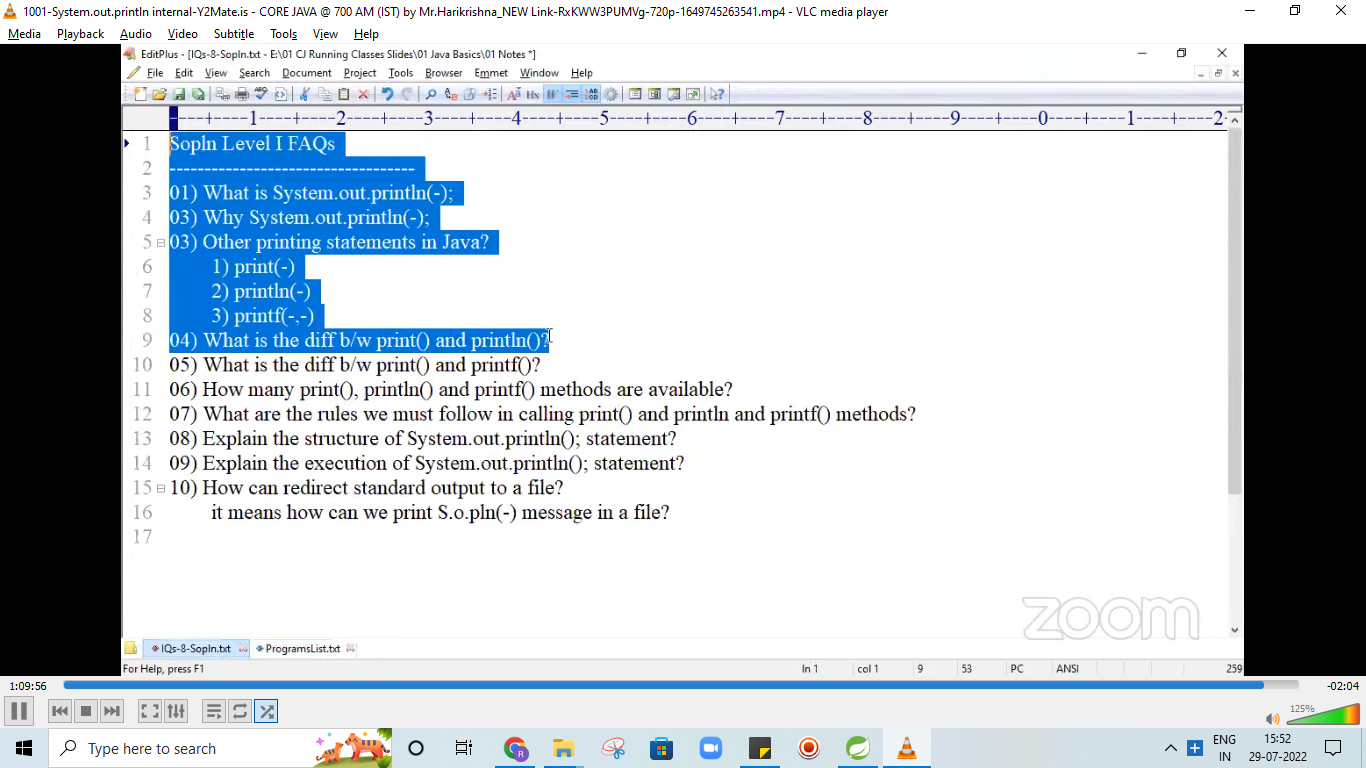 1001-System.out.println internal-Y2Mate.is - CORE JAVA @ 700 AM (IST) by Mr.Harikrishna_NEW Link-RxKWW3PUMVg-720p-1649745263541.mp4 - VLC media player
Media Playback Audio Video Subtitle Tools View Help
EditPlus - [IQs-8-Sopln.txt - E:\01 CJ Running Classes Slides\01 Java Basics\01 Notes *]
File Edit View Search Document Project Tools Browser Emmet Window Help
----+----1----+----2----+----3----+----4----+----5----+----6----+----7----+----8----+----9----+----0----+----1----+----2-
1 Sopln Level I FAQs
2 -----------------------------------
3 01) What is System.out.println(-);
4 03) Why System.out.println(-);
5 03) Other printing statements in Java?
6 1) print(-)
7 2) println(-)
8 3) printf(-,-)
9 04) What is the diff b/w print() and println()?
10 05) What is the diff b/w print() and printf()?
11 06) How many print(), println() and printf() methods are available?
12 07) What are the rules we must follow in calling print() and println and printf() methods?
13 08) Explain the structure of System.out.println(); statement?
14 09) Explain the execution of System.out.println(); statement?
15 10) How can redirect standard output to a file?
16 it means how can we print S.o.pln(-) message in a file?
17
zoom
IQs-8-Sopln.txt ProgramsList.txt
For Help, press F1 ln 1 col 1 9 53 PC ANSI 259
1:09:56 -02:04
125%
Type here to search
ENG
IN
15:52
29-07-2022